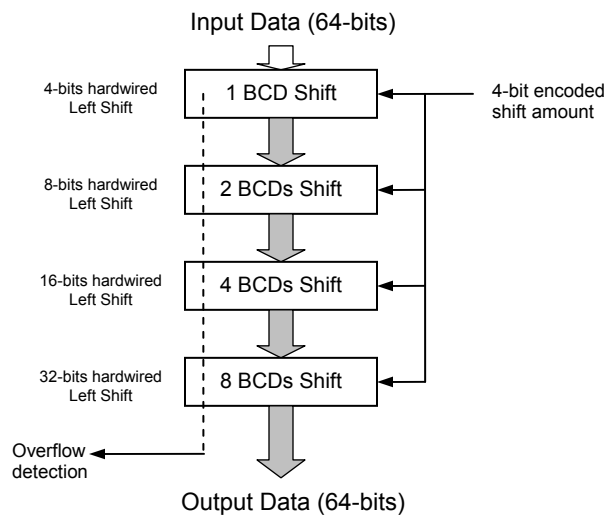 Input Data (64-bits)
4-bits hardwired
Left Shift
1 BCD Shift
4-bit encoded
shift amount
8-bits hardwired
Left Shift
2 BCDs Shift
16-bits hardwired
Left Shift
4 BCDs Shift
32-bits hardwired
Left Shift
8 BCDs Shift
Overflow
detection
Output Data (64-bits)